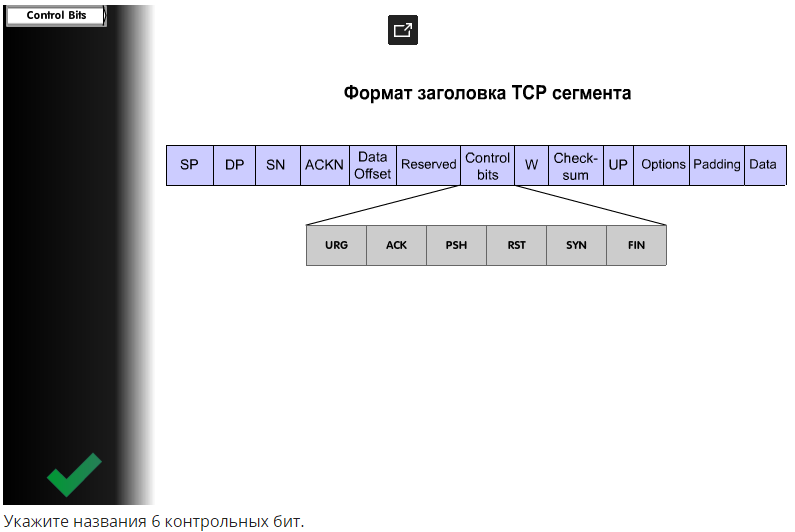 Control Bits
Формат заголовка TCP сегмента
SP DP SN ACKN Data Offset Reserved Control bits W Check-sum UP Options Padding Data
URG ACK PSH RST SYN FIN
Укажите названия 6 контрольных бит.